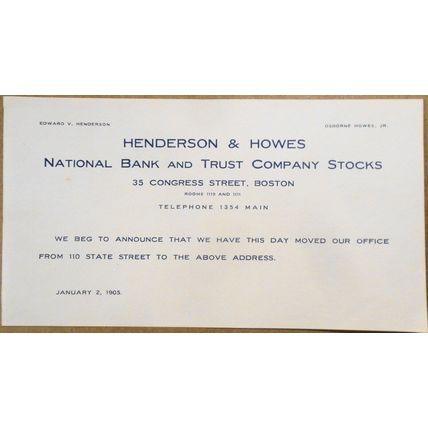 EDWARD V. HENDERSON
OSBORNE HOWES, JR.
HENDERSON & HOWES
NATIONAL BANK AND TRUST COMPANY STOCKS
35 CONGRESS STREET, BOSTON
ROOMS AND
TELEPHONE 1354 MAIN
WE BEG TO ANNOUNCE THAT WE HAVE THIS DAY MOVED OUR OFFICE
FROM 110 STATE STREET TO THE ABOVE ADDRESS.
JANUARY 2, 1905.